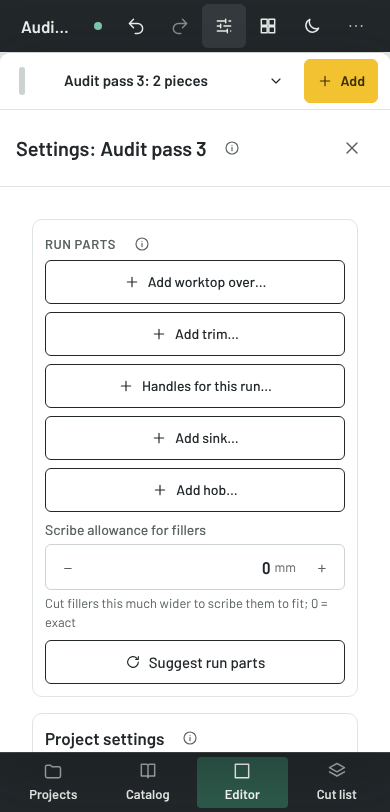 Audi...
Audit pass 3: 2 pieces
Add
Settings: Audit pass 3
RUN PARTS
Add worktop over...
Add trim...
Handles for this run...
Add sink...
Add hob...
Scribe allowance for fillers
− 0 mm +
Cut fillers this much wider to scribe them to fit; 0 =
exact
Suggest run parts
Project settings
Projects Catalog Editor Cut list